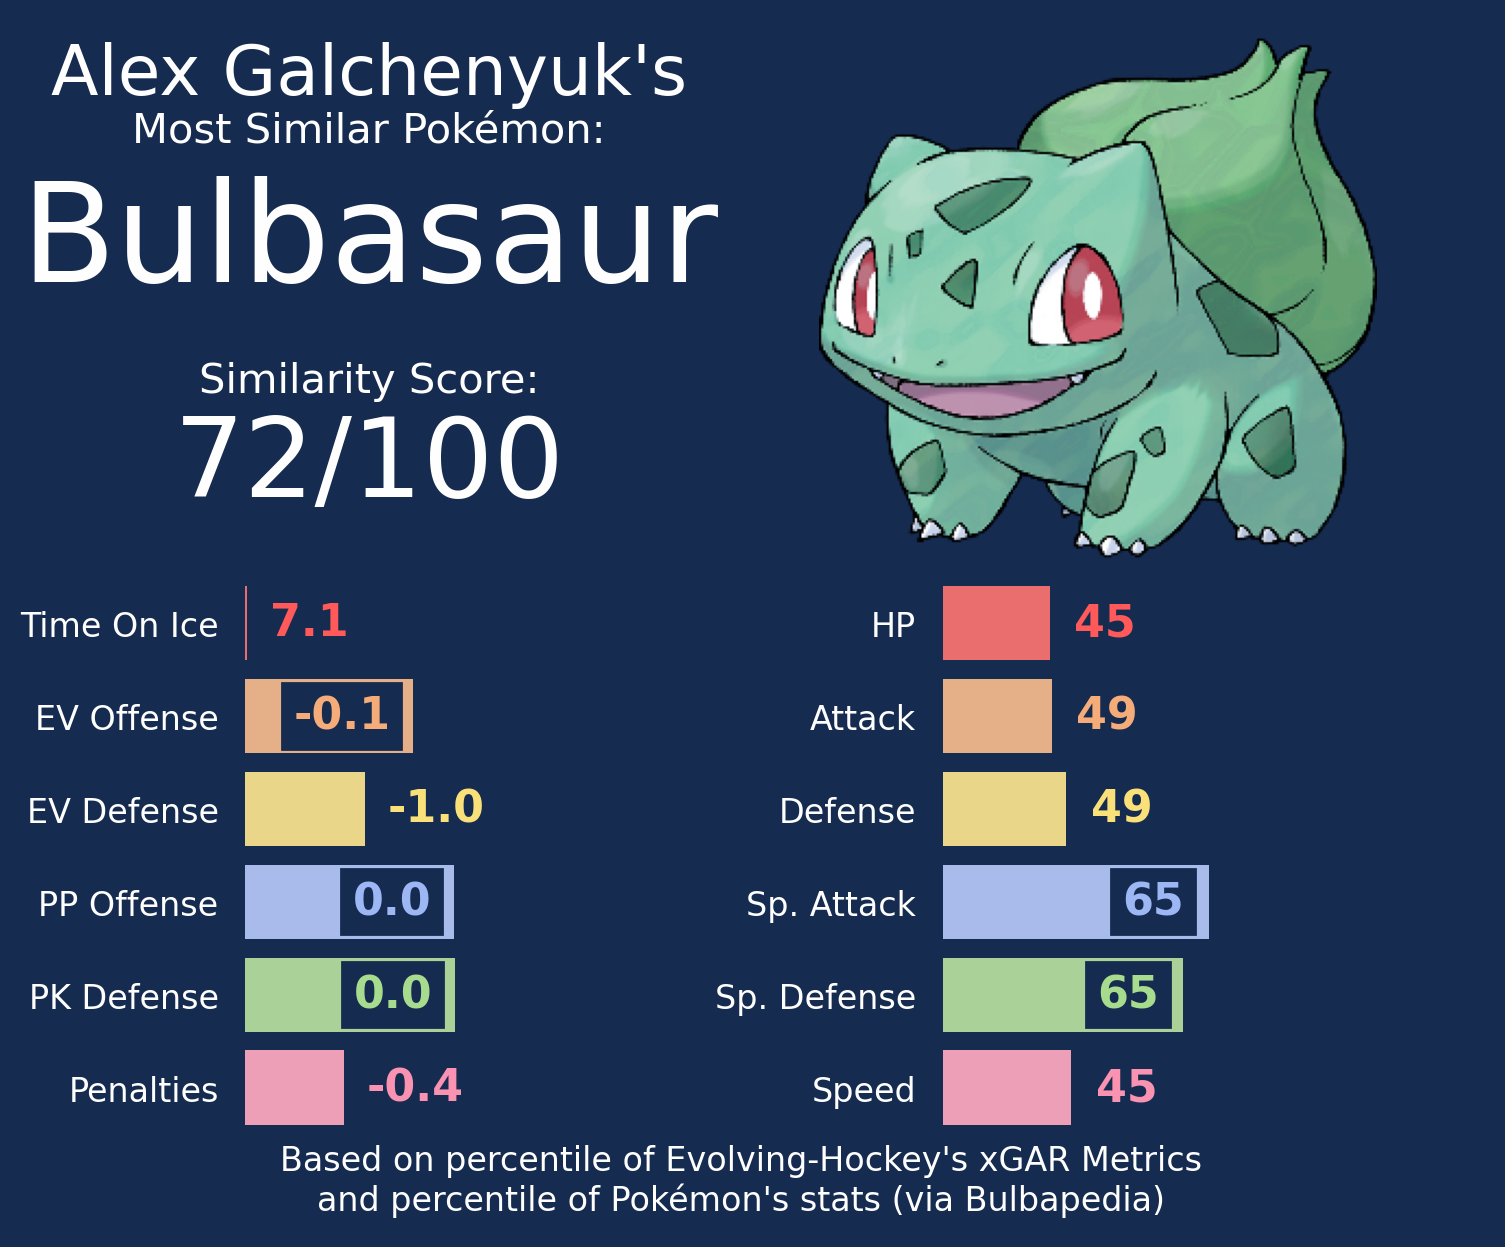 Alex Galchenyuk's
Most Similar Pokémon:
Bulbasaur
Similarity Score:
72/100
Time On Ice 7.1
EV Offense -0.1
EV Defense -1.0
PP Offense 0.0
PK Defense 0.0
Penalties -0.4
HP 45
Attack 49
Defense 49
Sp. Attack 65
Sp. Defense 65
Speed 45
Based on percentile of Evolving-Hockey's xGAR Metrics
and percentile of Pokémon's stats (via Bulbapedia)